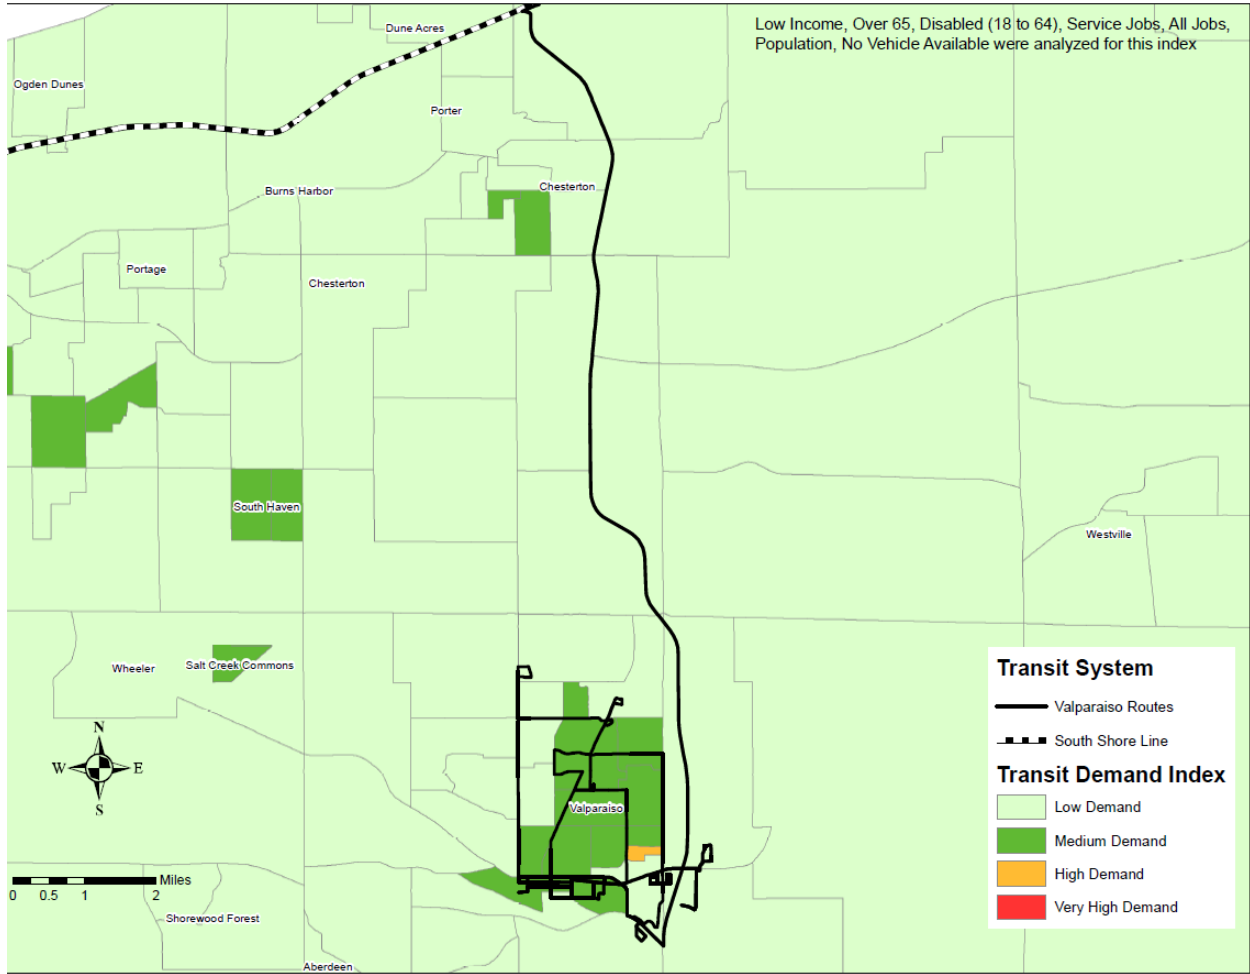 Low Income, Over 65, Disabled (18 to 64), Service Jobs, All Jobs,
Population, No Vehicle Available were analyzed for this index
Dune Acres
Ogden Dunes
Porter
Burns Harbor
Chesterton
Portage
Chesterton
South Haven
Westville
Wheeler
Salt Creek Commons
N
W
E
S
Valparaiso
Miles
0 0.5 1 2
Shorewood Forest
Aberdeen
Transit System
Valparaiso Routes
South Shore Line
Transit Demand Index
Low Demand
Medium Demand
High Demand
Very High Demand